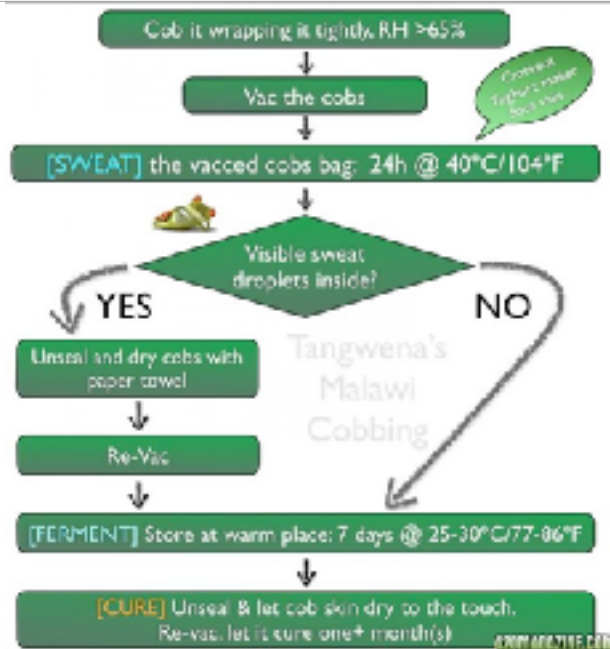 Cob it wrapping it tightly. RH >65%
Vac the cobs
[SWEAT] the vacced cobs bag: 24h @ 40°C/104°F
Visible sweat
droplets inside?
YES
NO
Unseal and dry cobs with
paper towel
Tangwena's
Malawi
Cobbing
Re-Vac
[FERMENT] Store at warm place: 7 days @ 25-30°C/77-86°F
[CURE] Unseal & let cob skin dry to the touch.
Re-vac. let it cure one+ month(s)
420MAGAZINE.COM